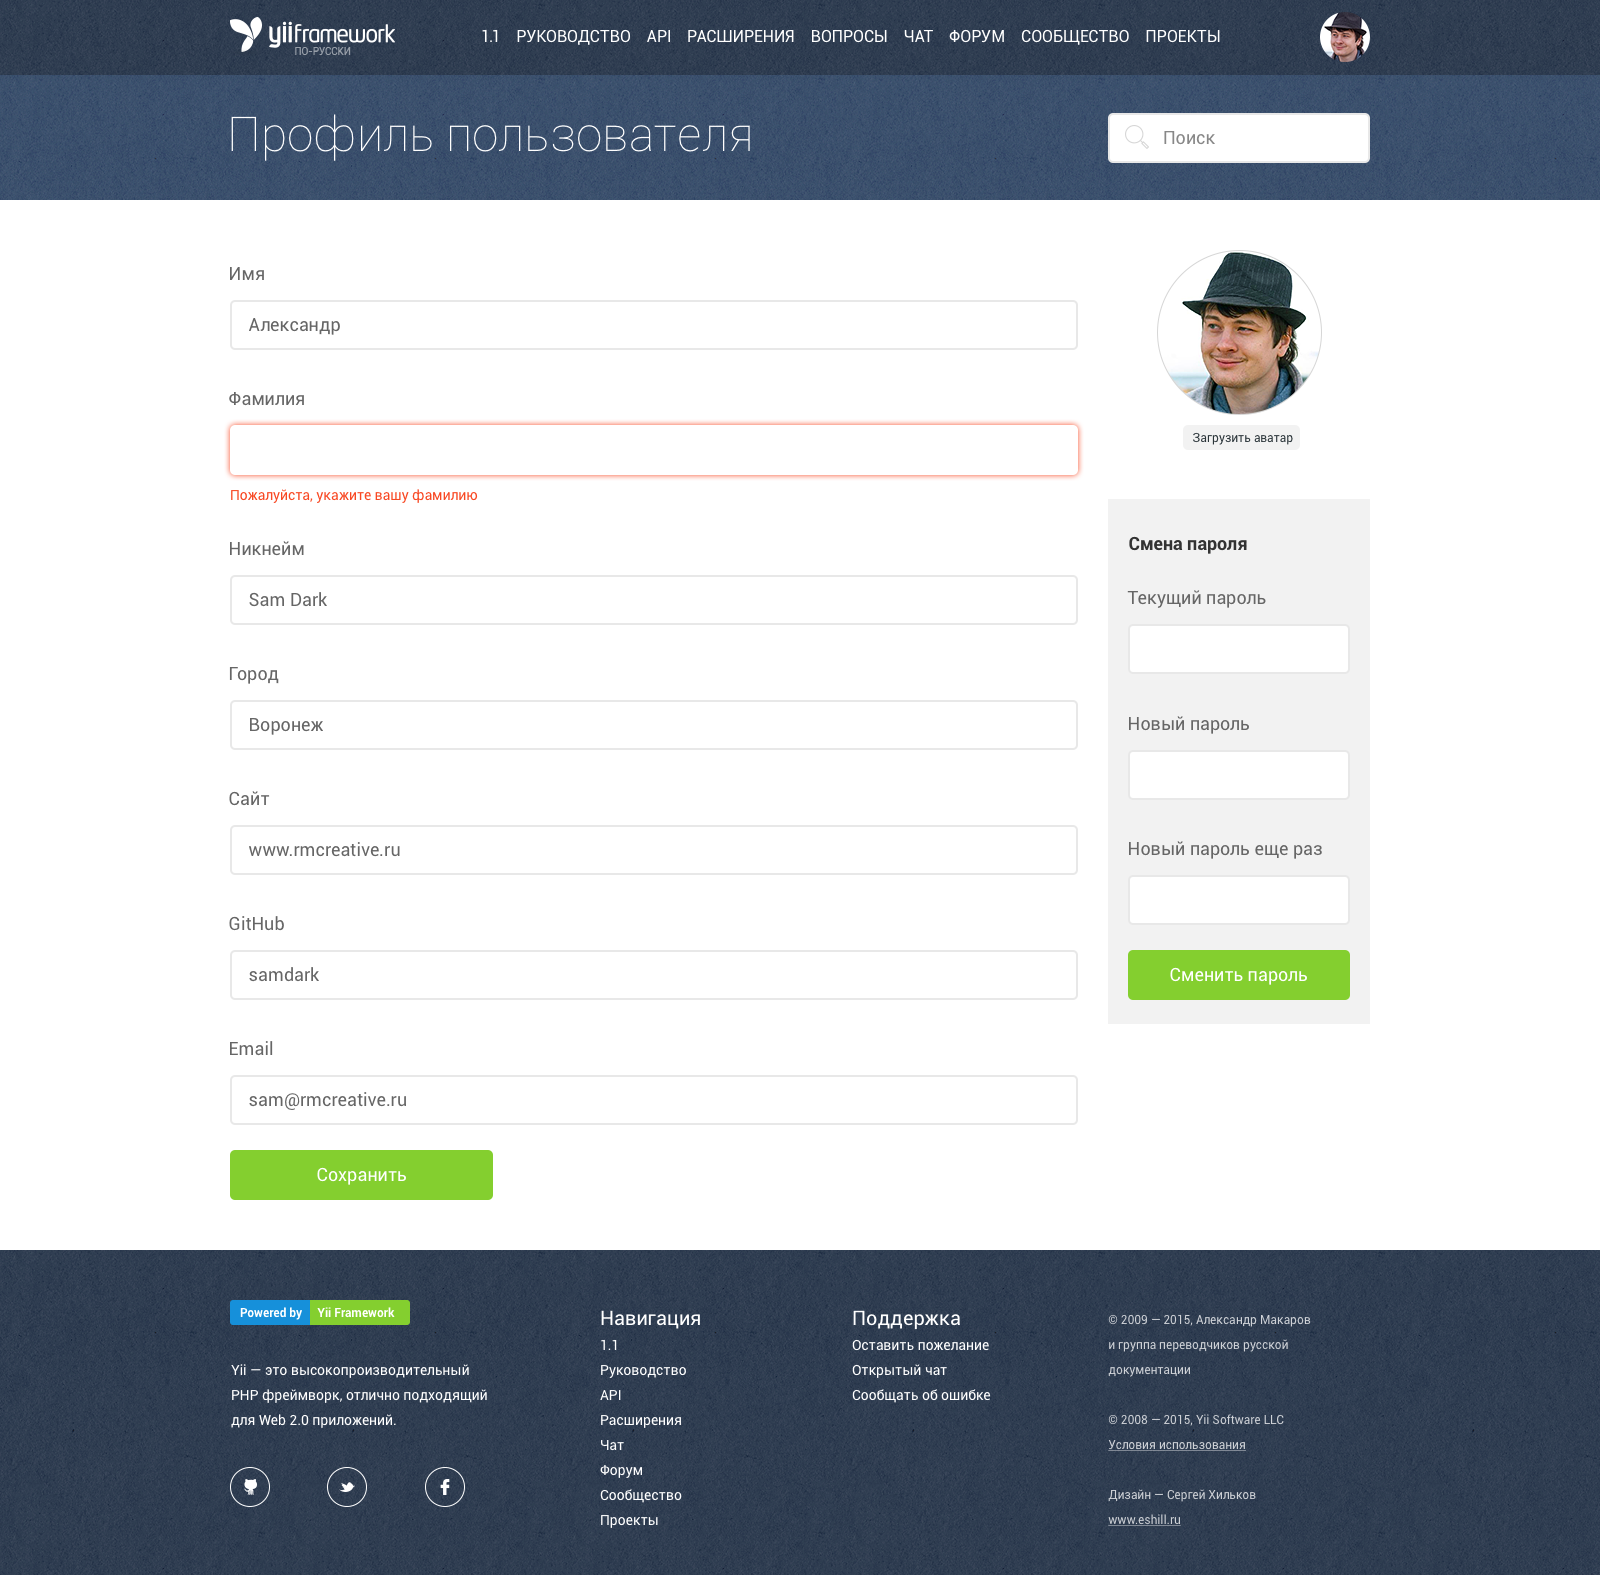 yiiframework
ПО-РУССКИ
1.1 РУКОВОДСТВО API РАСШИРЕНИЯ ВОПРОСЫ ЧАТ ФОРУМ СООБЩЕСТВО ПРОЕКТЫ
Профиль пользователя
Поиск
Имя
Александр
Фамилия
Пожалуйста, укажите вашу фамилию
Никнейм
Sam Dark
Город
Воронеж
Сайт
www.rmcreative.ru
GitHub
samdark
Email
sam@rmcreative.ru
Сохранить
Загрузить аватар
Смена пароля
Текущий пароль
Новый пароль
Новый пароль еще раз
Сменить пароль
Powered by Yii Framework
Yii — это высокопроизводительный
PHP фреймворк, отлично подходящий
для Web 2.0 приложений.
Навигация
1.1
Руководство
API
Расширения
Чат
Форум
Сообщество
Проекты
Поддержка
Оставить пожелание
Открытый чат
Сообщать об ошибке
© 2009 — 2015, Александр Макаров
и группа переводчиков русской
документации
© 2008 — 2015, Yii Software LLC
Условия использования
Дизайн — Сергей Хильков
www.eshill.ru